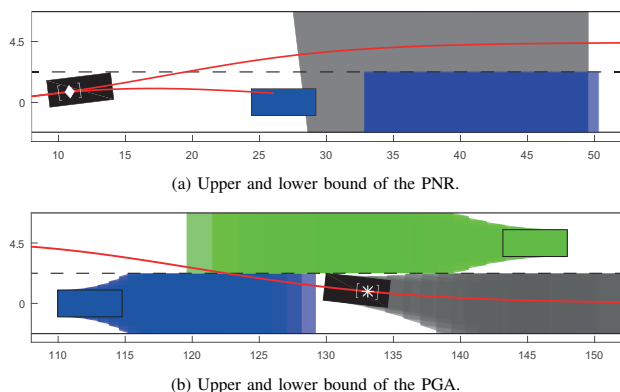 4.5
0
10 15 20 25 30 35 40 45 50
(a) Upper and lower bound of the PNR.
4.5
0
110 115 120 125 130 135 140 145 150
(b) Upper and lower bound of the PGA.